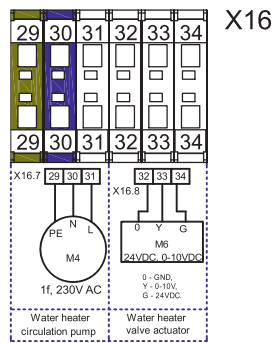 X16
29 30 31 32 33 34
29 30 31 32 33 34
X16.7 29 30 31
X16.8 32 33 34
PE N L
M4
1f, 230V AC
0 Y G
M6
24VDC, 0-10VDC
0 - GND,
Y - 0-10V,
G - 24VDC.
Water heater
circulation pump
Water heater
valve actuator